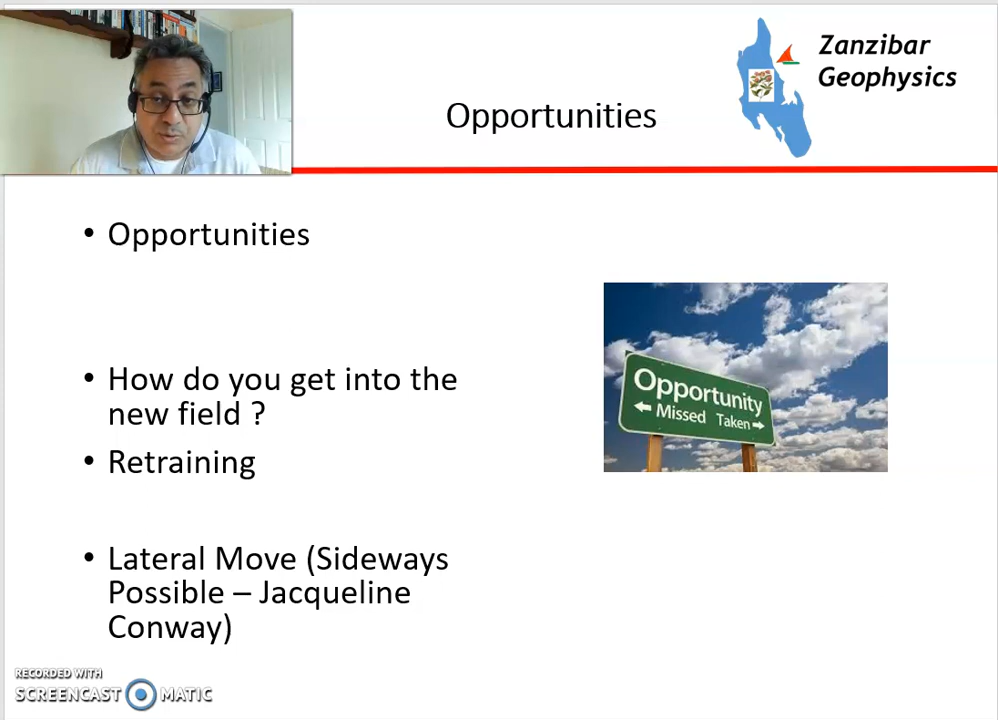 Zanzibar
Geophysics
Opportunities
• Opportunities
• How do you get into the
new field ?
• Retraining
• Lateral Move (Sideways
Possible – Jacqueline
Conway)
Opportunity
Missed Taken
RECORDED WITH
SCREENCAST MATIC